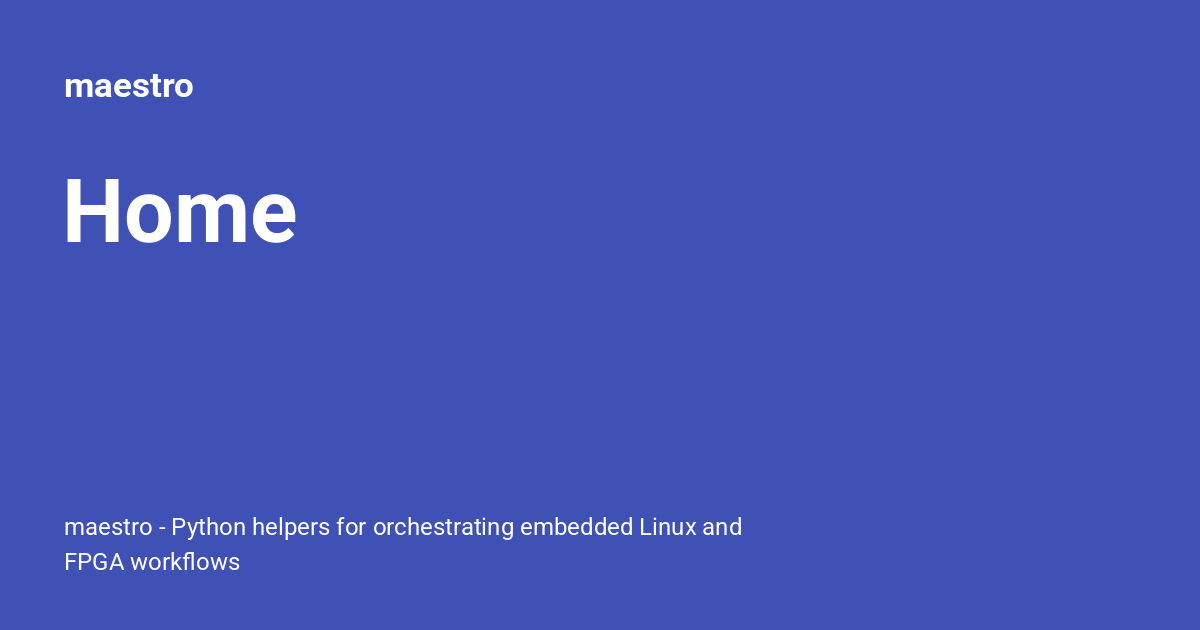 maestro
Home
maestro - Python helpers for orchestrating embedded Linux and
FPGA workflows